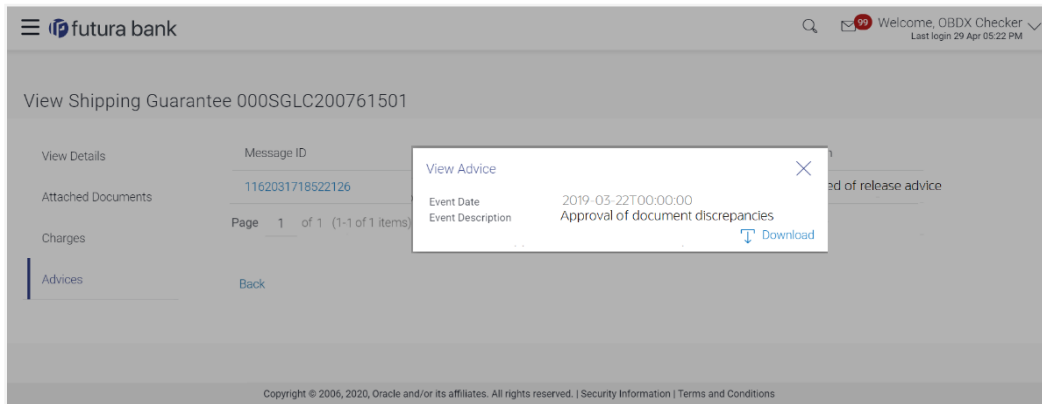 futura bank
99
Welcome, OBDX Checker
Last login 29 Apr 05:22 PM
View Shipping Guarantee 000SGLC200761501
View Details
Attached Documents
Charges
Advices
Message ID
1162031718522126
ed of release advice
Page 1 of 1 (1-1 of 1 items)
Back
View Advice
Event Date 2019-03-22T00:00:00
Event Description Approval of document discrepancies
Download
Copyright © 2006, 2020, Oracle and/or its affiliates. All rights reserved. | Security Information | Terms and Conditions